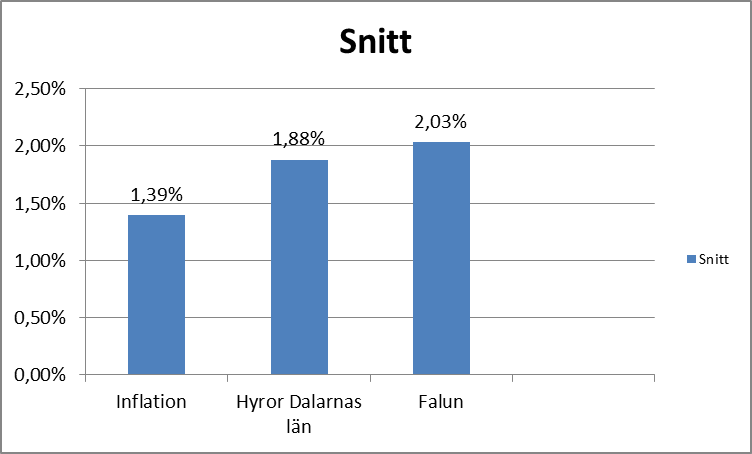 Snitt
2,50%
2,00%
1,50%
1,00%
0,50%
0,00%
1,39%
1,88%
2,03%
Inflation
Hyror Dalarnas
län
Falun
Snitt